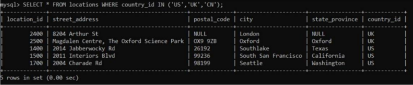 mysql> SELECT * FROM locations WHERE country_id IN ('US','UK','CN');
| location_id | street_address | postal_code | city | state_province | country_id |
| 2400 | 8204 Arthur St | NULL | London | NULL | UK |
| 2500 | Magdalen Centre, The Oxford Science Park | OX9 9ZB | Oxford | Oxford | UK |
| 1400 | 2014 Jabberwocky Rd | 26192 | Southlake | Texas | US |
| 1500 | 2011 Interiors Blvd | 99236 | South San Francisco | California | US |
| 1700 | 2004 Charade Rd | 98199 | Seattle | Washington | US |
5 rows in set (0.00 sec)